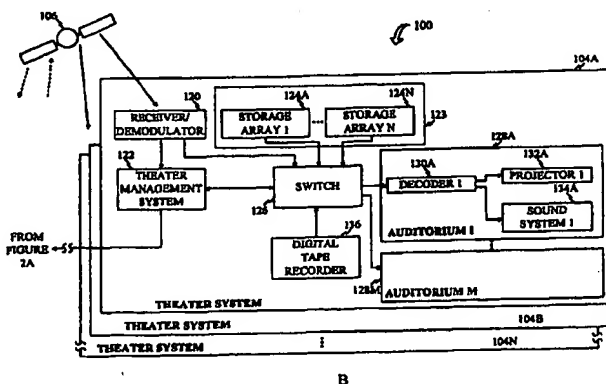 106
100
104A
120
124A
124N
RECEIVER/
DEMODULATOR
STORAGE
ARRAY 1
STORAGE
ARRAY N
123
128A
122
THEATER
MANAGEMENT
SYSTEM
SWITCH
126
130A
DECODER 1
132A
PROJECTOR 1
134A
SOUND
SYSTEM 1
AUDITORIUM 1
FROM
FIGURE
2A
136
DIGITAL
TAPE
RECORDER
128M
AUDITORIUM M
THEATER SYSTEM
THEATER SYSTEM
104B
THEATER SYSTEM
104N
B